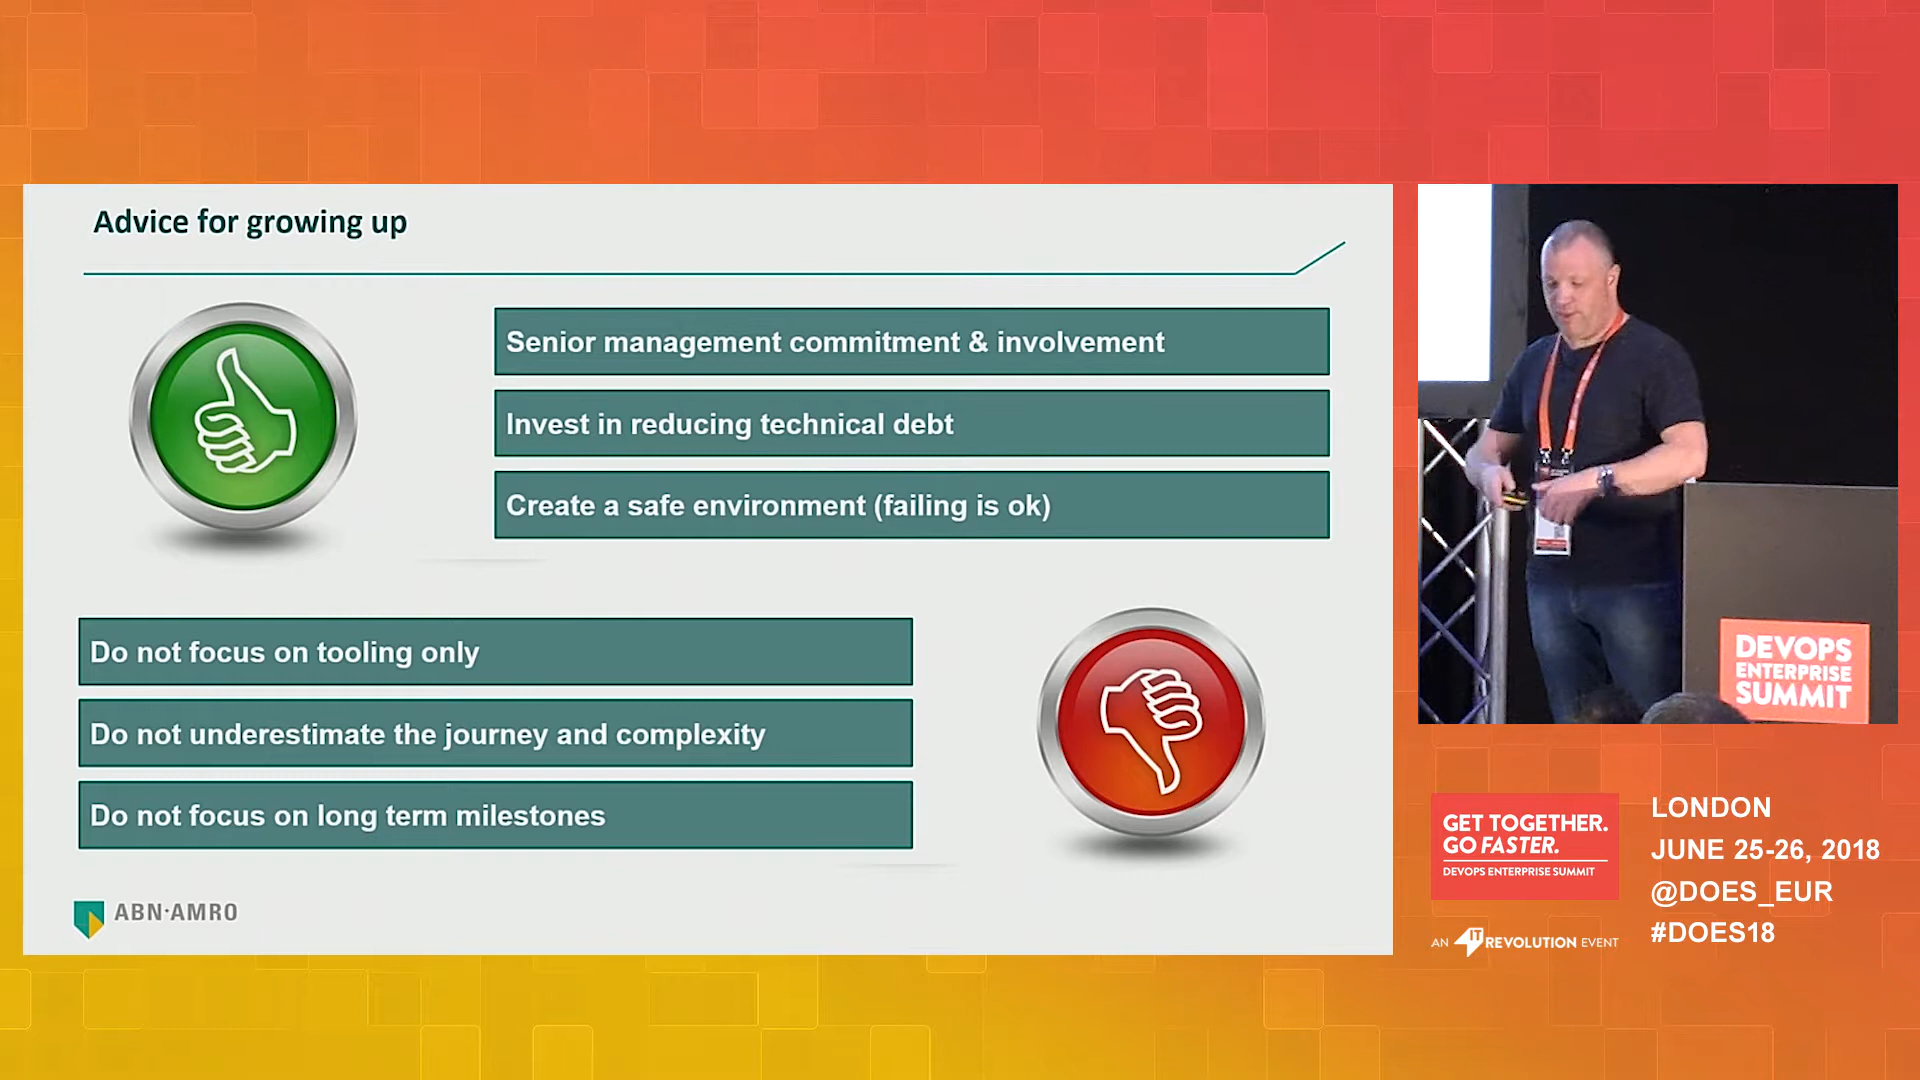 Advice for growing up
Senior management commitment & involvement
Invest in reducing technical debt
Create a safe environment (failing is ok)
Do not focus on tooling only
Do not underestimate the journey and complexity
Do not focus on long term milestones
ABN·AMRO
DEVOPS
ENTERPRISE
SUMMIT
GET TOGETHER.
GO FASTER.
DEVOPS ENTERPRISE SUMMIT
AN IT REVOLUTION EVENT
LONDON
JUNE 25-26, 2018
@DOES_EUR
#DOES18